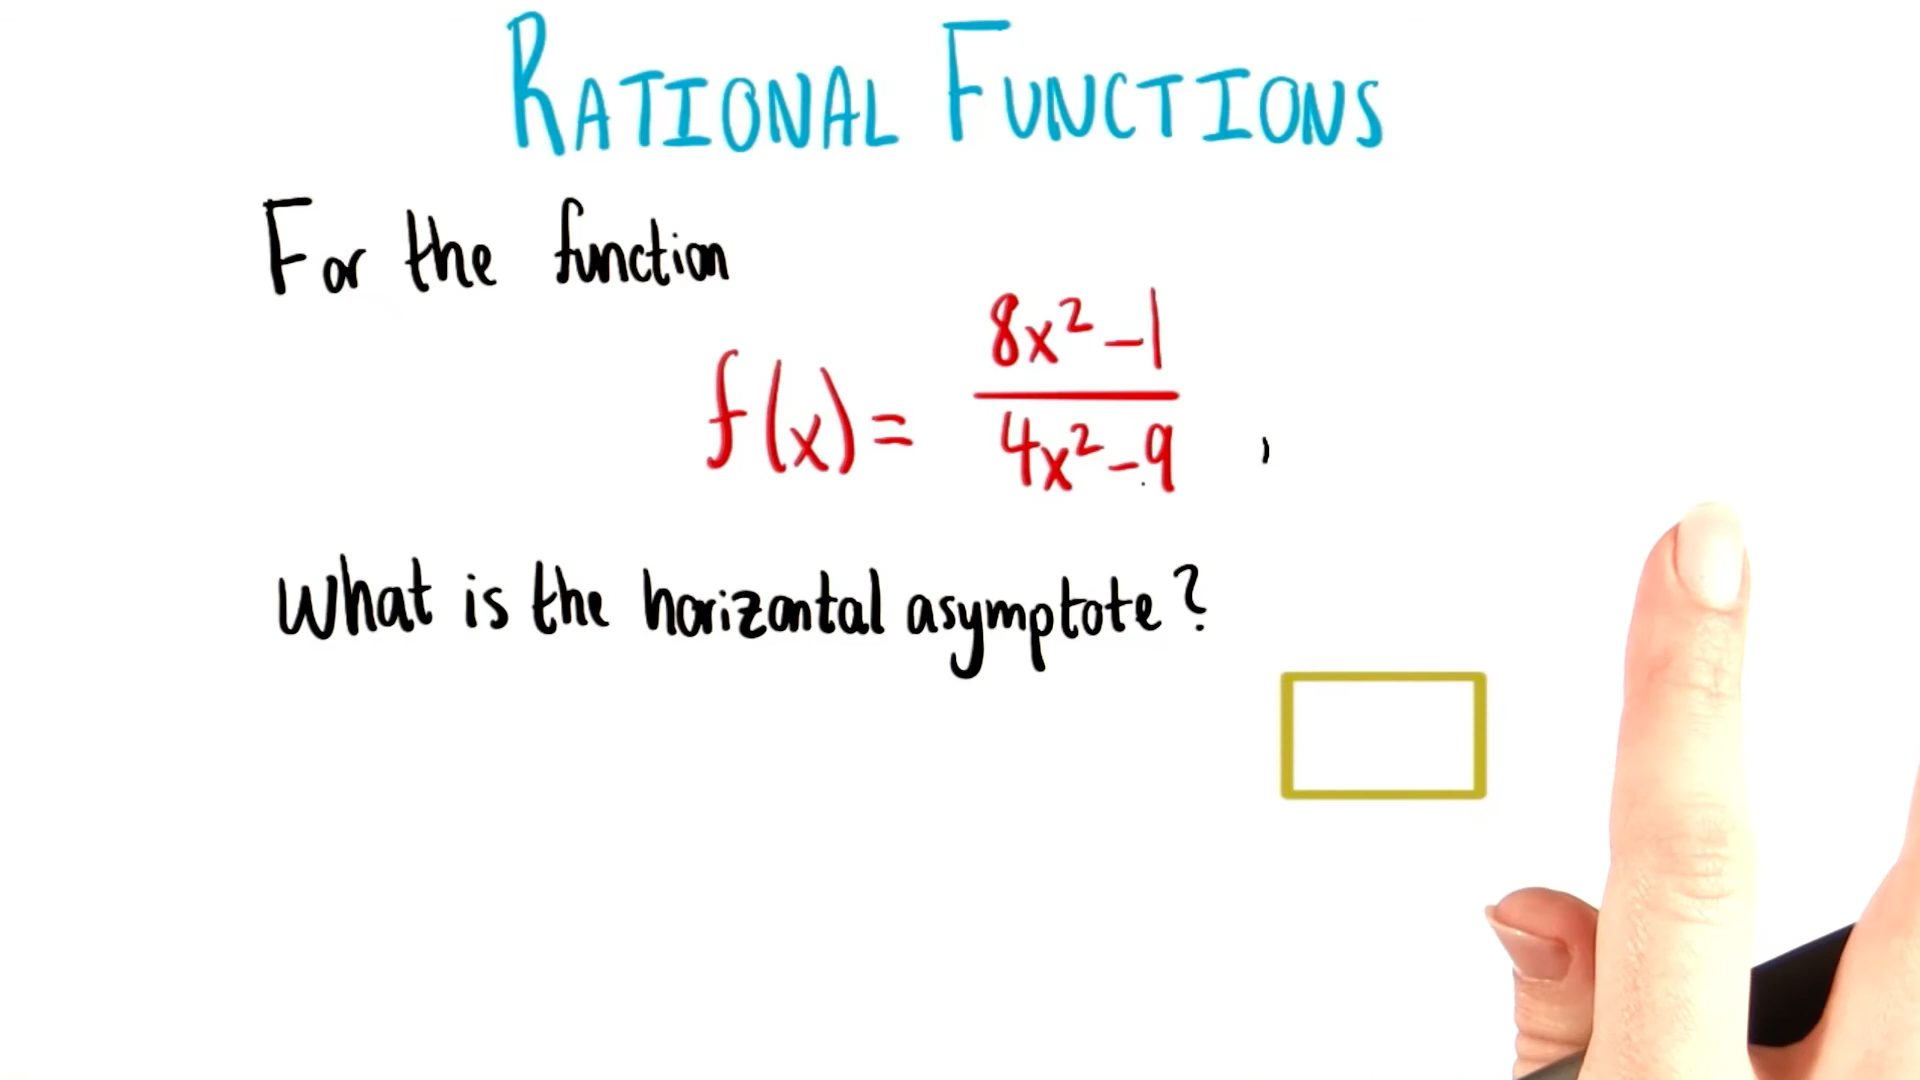 RATIONAL FUNCTIONS
For the function
f(x) = 8x² - 1 / 4x² - 9 ,
What is the horizontal asymptote?